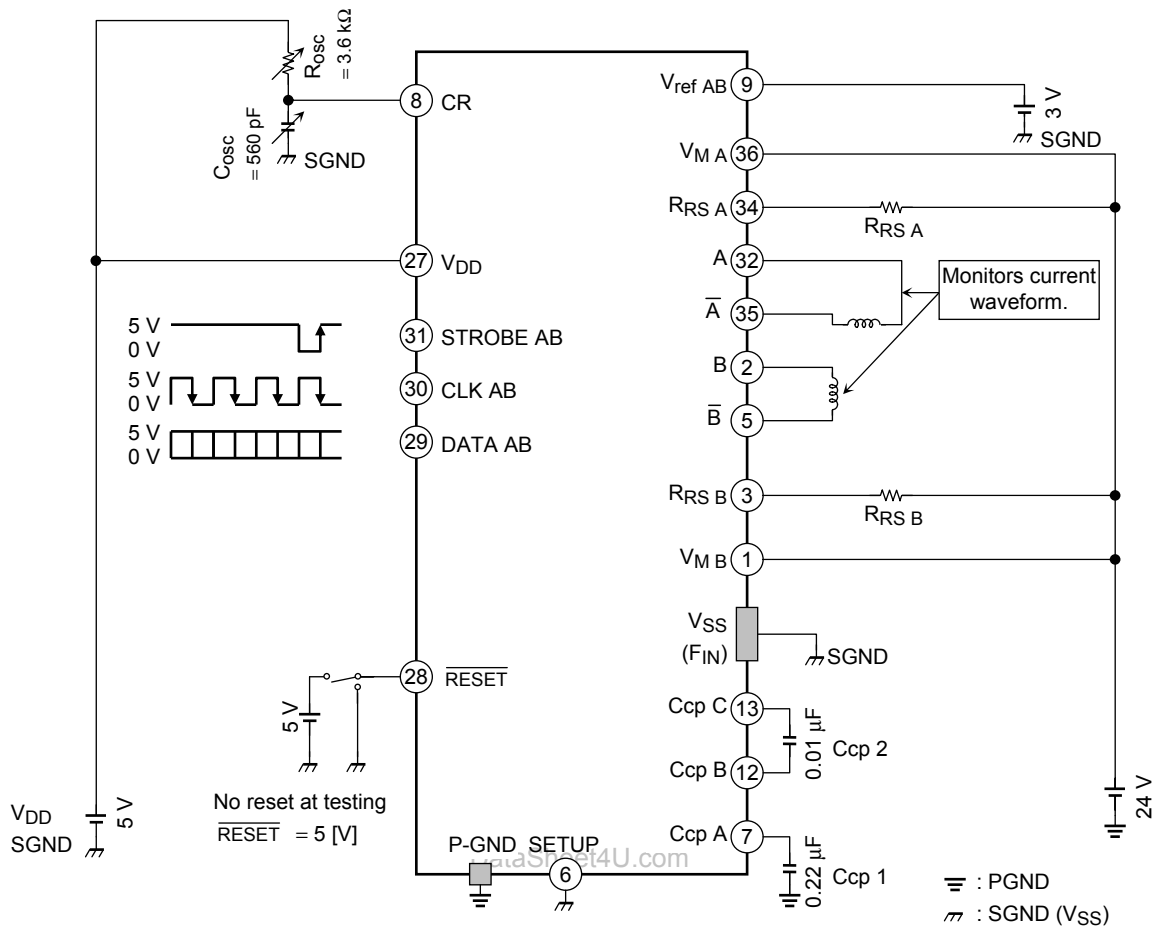 Rosc
= 3.6 kΩ
Cosc
= 560 pF
SGND
8
CR
27
VDD
5 V
0 V
31
STROBE AB
5 V
0 V
30
CLK AB
5 V
0 V
29
DATA AB
28
RESET
5 V
No reset at testing
RESET = 5 [V]
VDD
SGND
5 V
P-GND
SETUP
6
DataSheet4U.com
Vref AB
9
3 V
SGND
VM A
36
RRS A
34
RRS A
A
32
A
35
Monitors current
waveform.
B
2
B
5
RRS B
3
RRS B
VM B
1
VSS
(FIN)
SGND
Ccp C
13
Ccp B
12
0.01 µF
Ccp 2
Ccp A
7
0.22 µF
Ccp 1
24 V
: PGND
: SGND (VSS)